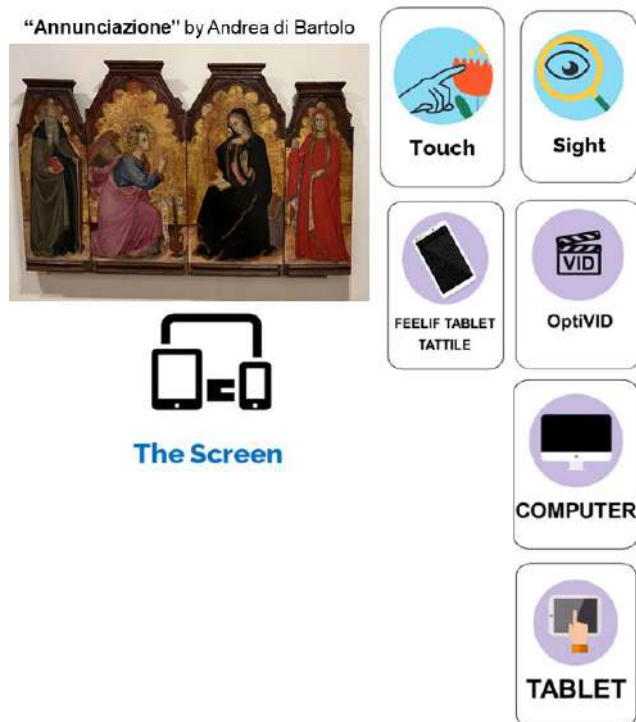 “Annunciazione” by Andrea di Bartolo
Touch
Sight
FEELIF TABLET
TATTILE
VID
OptiVID
The Screen
COMPUTER
TABLET